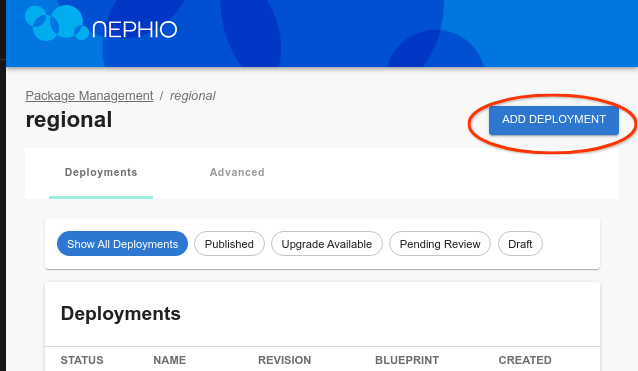 NEPHIO
Package Management / regional
regional
ADD DEPLOYMENT
Deployments Advanced
Show All Deployments Published Upgrade Available Pending Review Draft
Deployments
STATUS NAME REVISION BLUEPRINT CREATED